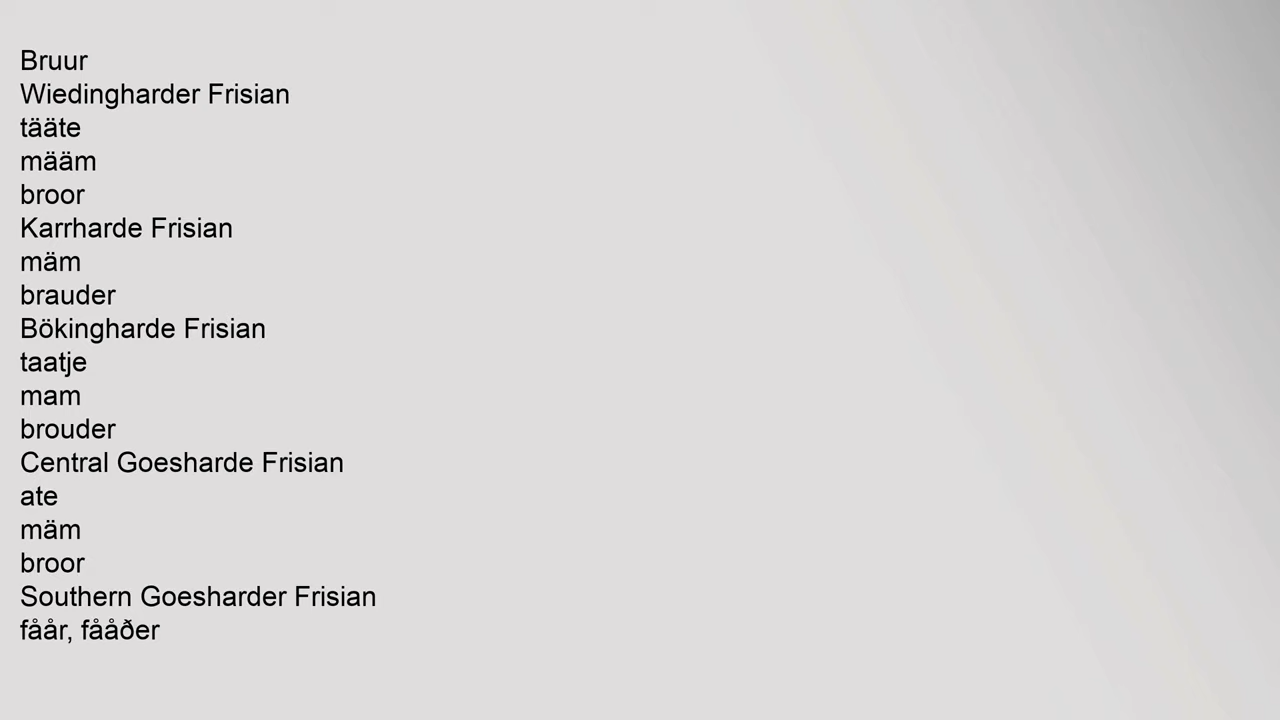 Bruur
Wiedingharder Frisian
tääte
määm
broor
Karrharde Frisian
mäm
brauder
Bökingharde Frisian
taatje
mam
brouder
Central Goesharde Frisian
ate
mäm
broor
Southern Goesharder Frisian
fåår, fååðer